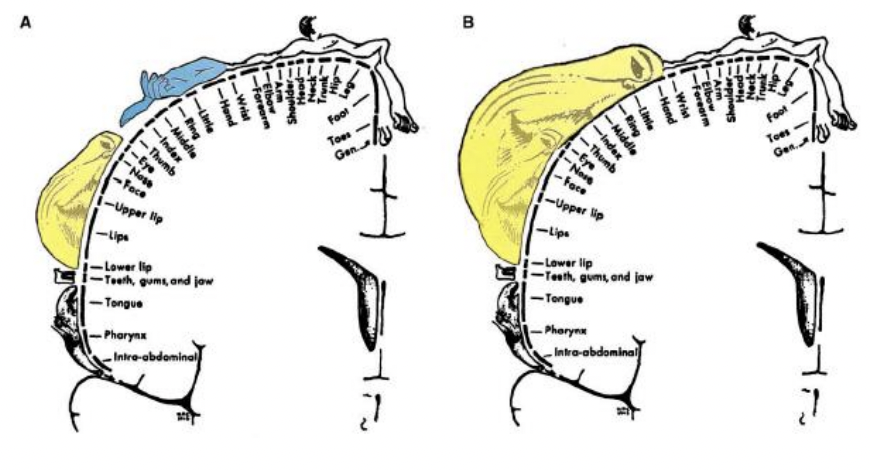 A
Gen.
Toes
Foot
Leg
Hip
Trunk
Neck
Head
Shoulder
Arm
Elbow
Forearm
Wrist
Hand
Little
Ring
Middle
Index
Thumb
Eye
Nose
Face
Upper lip
Lips
Lower lip
Teeth, gums, and jaw
Tongue
Pharynx
Intra-abdominal
B
Gen.
Toes
Foot
Leg
Hip
Trunk
Neck
Head
Shoulder
Arm
Elbow
Forearm
Wrist
Hand
Little
Ring
Middle
Index
Thumb
Eye
Nose
Face
Upper lip
Lips
Lower lip
Teeth, gums, and jaw
Tongue
Pharynx
Intra-abdominal